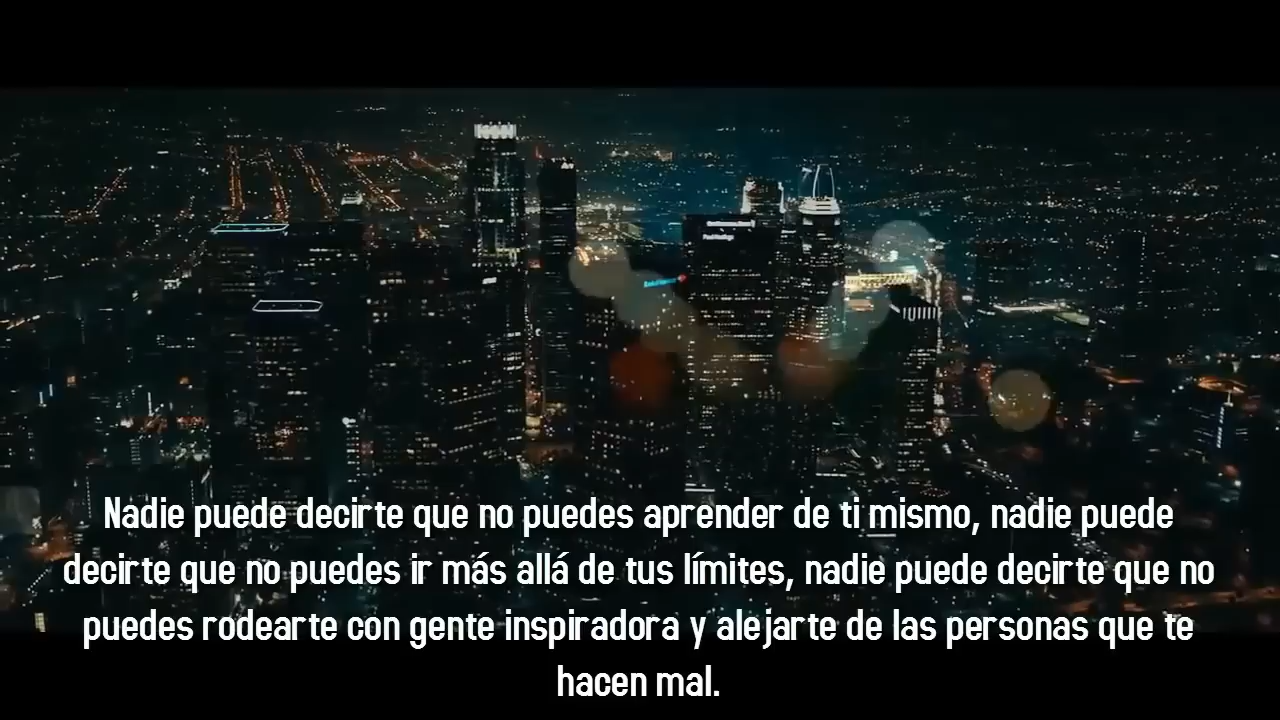 Nadie puede decirte que no puedes aprender de ti mismo, nadie puede
decirte que no puedes ir más allá de tus límites, nadie puede decirte que no
puedes rodearte con gente inspiradora y alejarte de las personas que te
hacen mal.